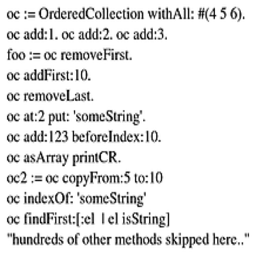 oc := OrderedCollection withAll: #(4 5 6).
oc add:1. oc add:2. oc add:3.
foo := oc removeFirst.
oc addFirst:10.
oc removeLast.
oc at:2 put: 'someString'.
oc add:123 beforeIndex:10.
oc asArray printCR.
oc2 := oc copyFrom:5 to:10
oc indexOf: 'someString'
oc findFirst:[:el | el isString]
"hundreds of other methods skipped here.."